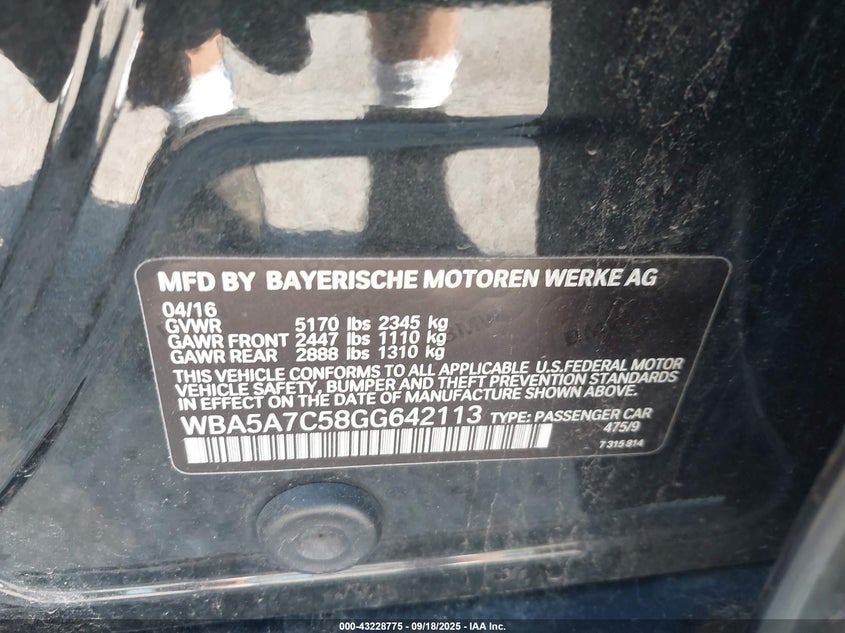 MFD BY BAYERISCHE MOTOREN WERKE AG
04/16
GVWR 5170 lbs 2345 kg
GAWR FRONT 2447 lbs 1110 kg
GAWR REAR 2888 lbs 1310 kg
THIS VEHICLE CONFORMS TO ALL APPLICABLE U.S.FEDERAL MOTOR
VEHICLE SAFETY, BUMPER AND THEFT PREVENTION STANDARDS
IN EFFECT ON THE DATE OF MANUFACTURE SHOWN ABOVE.
WBA5A7C58GG642113 TYPE: PASSENGER CAR
475/9
7 315 814
000-43228775 - 09/18/2025 - IAA Inc.